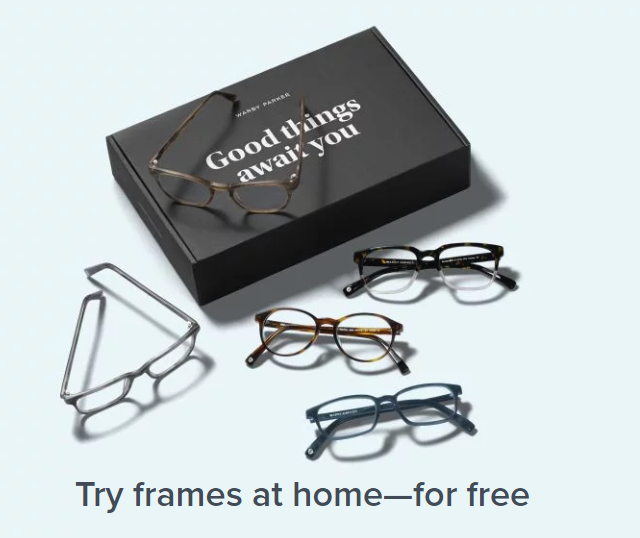 WARBY PARKER
Good things
await you
Try frames at home—for free